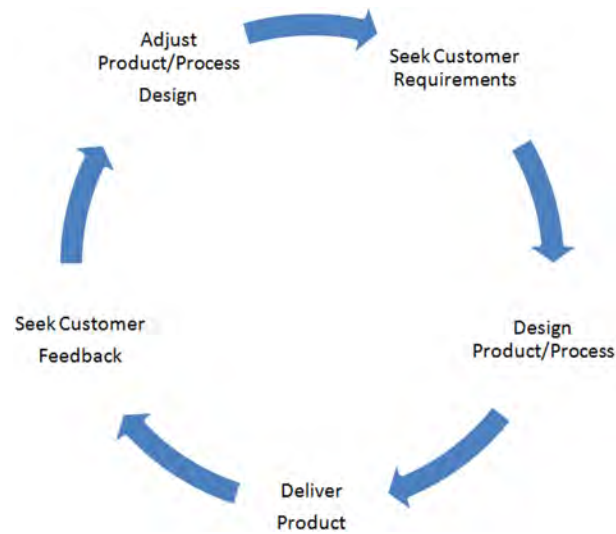 Adjust
Product/Process
Design
Seek Customer
Requirements
Design
Product/Process
Deliver
Product
Seek Customer
Feedback